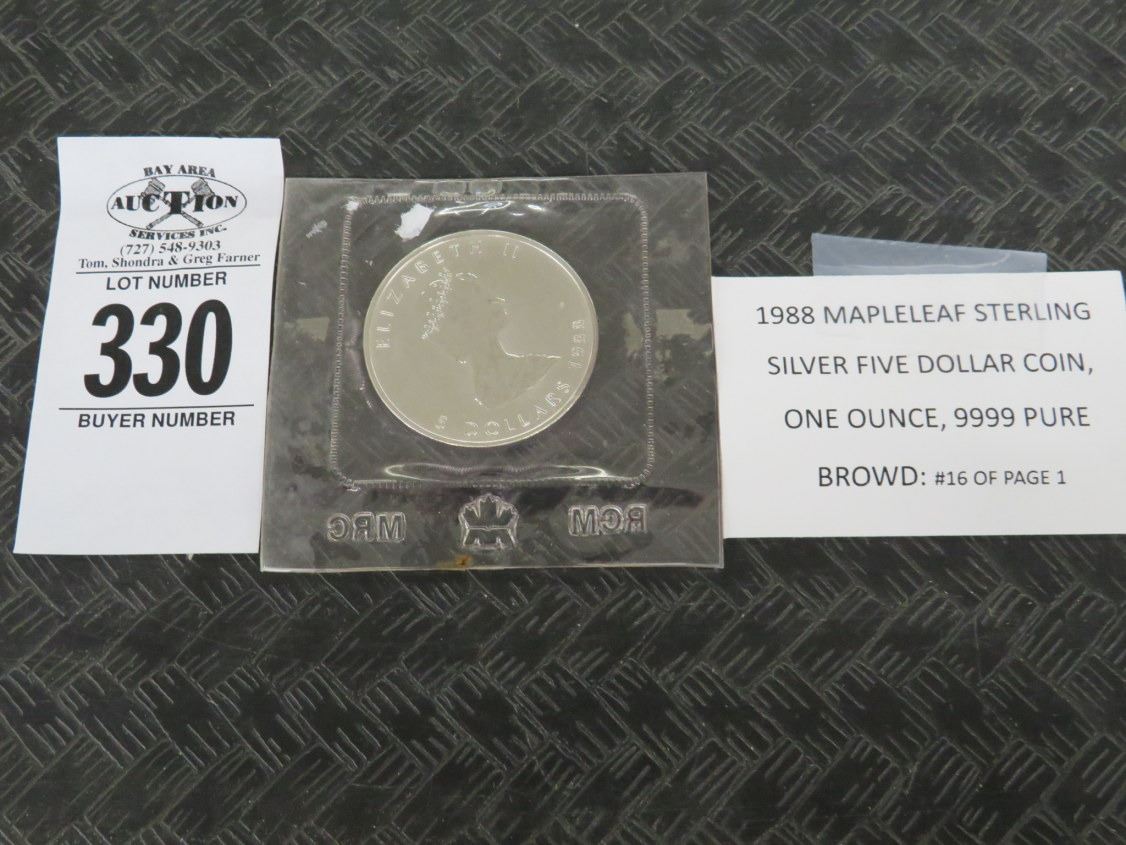 BAY AREA
AUCTION
SERVICES INC.
(727) 548-9303
Tom, Shondra & Greg Farner
LOT NUMBER
330
BUYER NUMBER
ELIZABETH II
5 DOLLARS 1988
MRC
RCM
1988 MAPLELEAF STERLING
SILVER FIVE DOLLAR COIN,
ONE OUNCE, 9999 PURE
BROWD: #16 OF PAGE 1